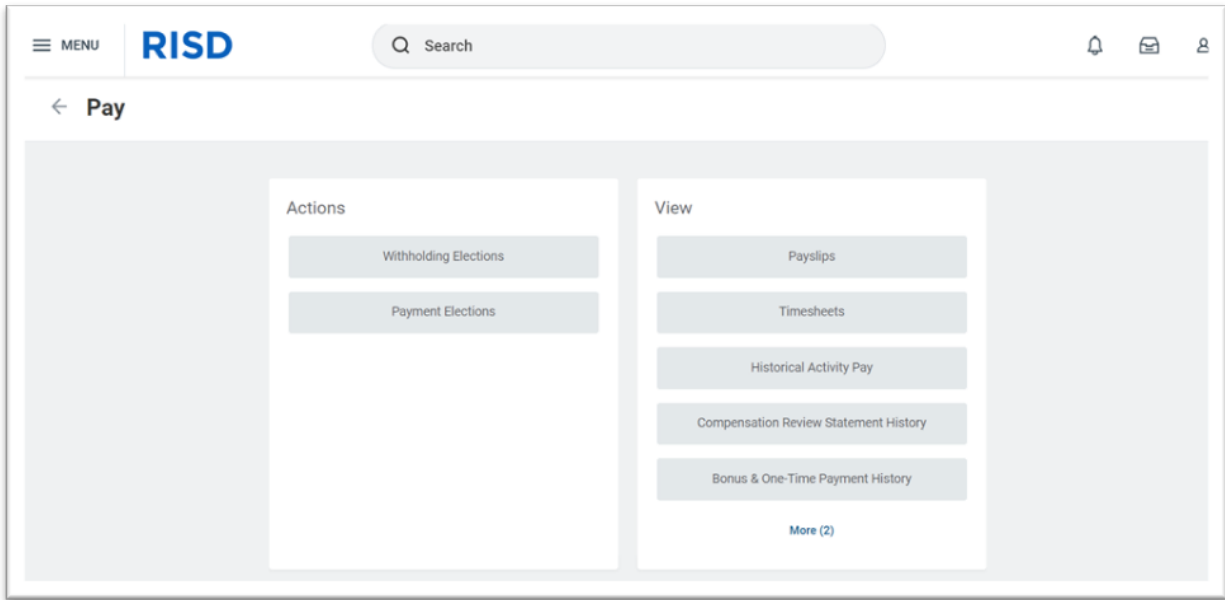 MENU
RISD
Search
Pay
Actions
Withholding Elections
Payment Elections
View
Payslips
Timesheets
Historical Activity Pay
Compensation Review Statement History
Bonus & One-Time Payment History
More (2)